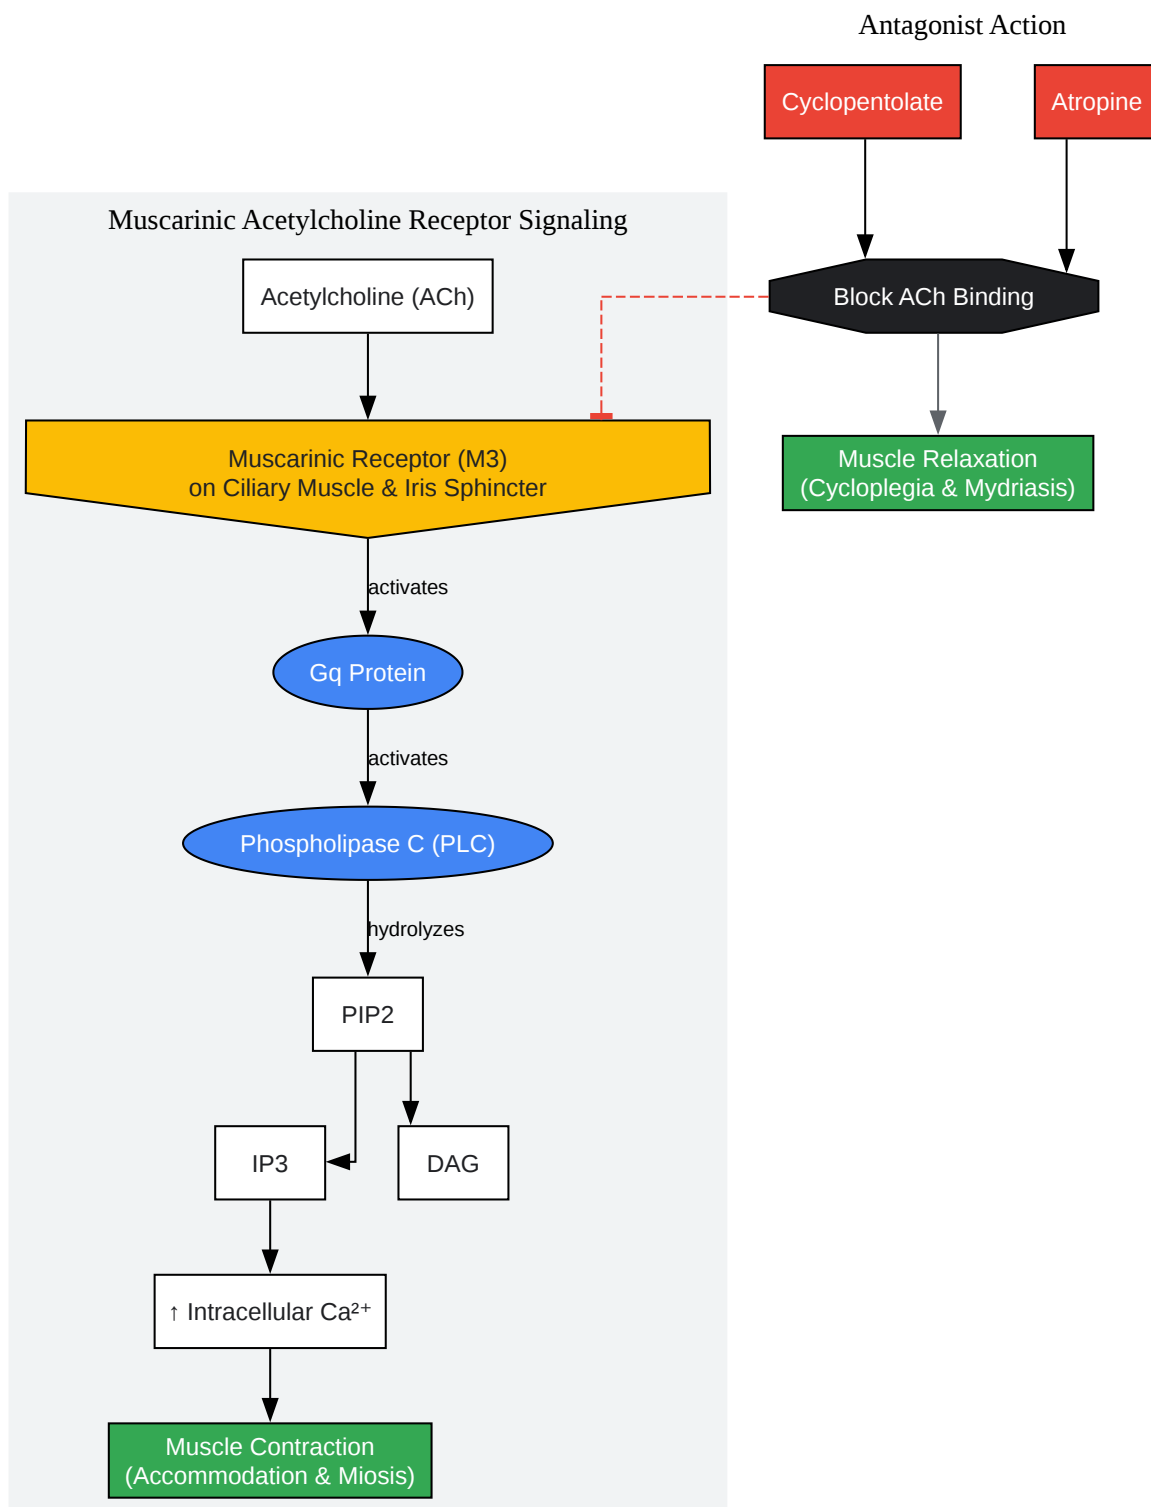 Antagonist Action
Cyclopentolate
Atropine
Muscarinic Acetylcholine Receptor Signaling
Acetylcholine (ACh)
Block ACh Binding
Muscarinic Receptor (M3)
on Ciliary Muscle & Iris Sphincter
Muscle Relaxation
(Cycloplegia & Mydriasis)
activates
Gq Protein
activates
Phospholipase C (PLC)
hydrolyzes
PIP2
IP3
DAG
↑ Intracellular Ca²⁺
Muscle Contraction
(Accommodation & Miosis)